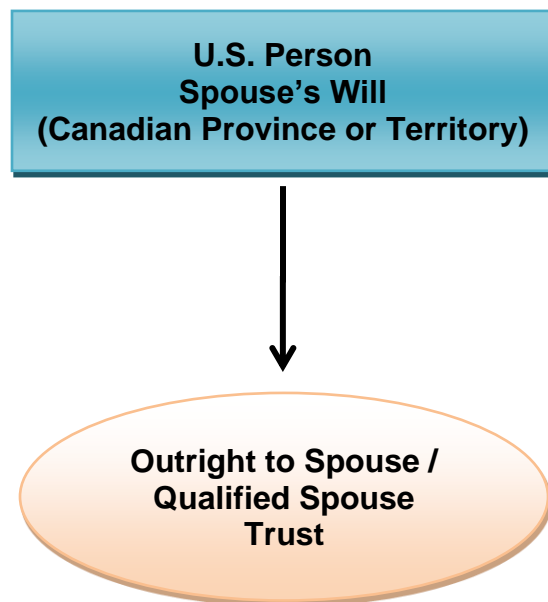 U.S. Person
Spouse’s Will
(Canadian Province or Territory)
Outright to Spouse /
Qualified Spouse
Trust